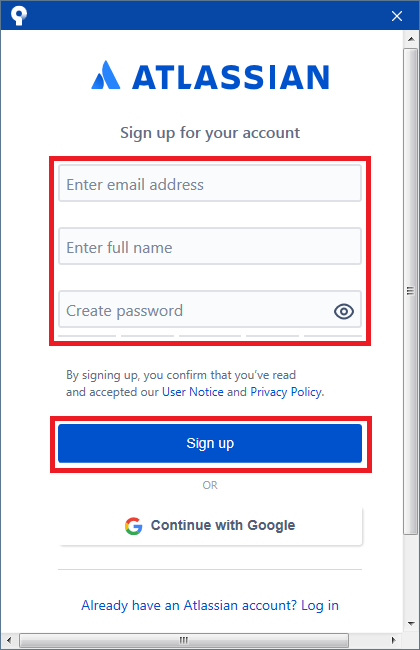 ATLASSIAN
Sign up for your account
Enter email address
Enter full name
Create password
By signing up, you confirm that you've read
and accepted our User Notice and Privacy Policy.
Sign up
OR
Continue with Google
Already have an Atlassian account? Log in